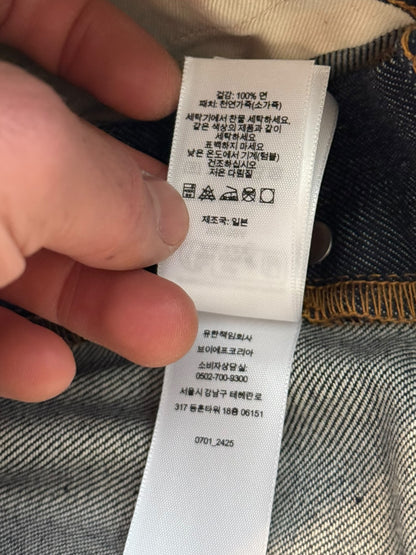 겉감: 100% 면
패치: 천연가죽(소가죽)
세탁기에서 찬물 세탁하세요.
같은 색상의 제품과 같이
세탁하세요
표백하지 마세요
낮은 온도에서 기계(텀블)
건조하십시오
저온 다림질
제조국: 일본
유한책임회사
브이에프코리아
소비자상담실:
0502-700-9300
서울시 강남구 테헤란로
317 동훈타워 18층 06151
0701_2425